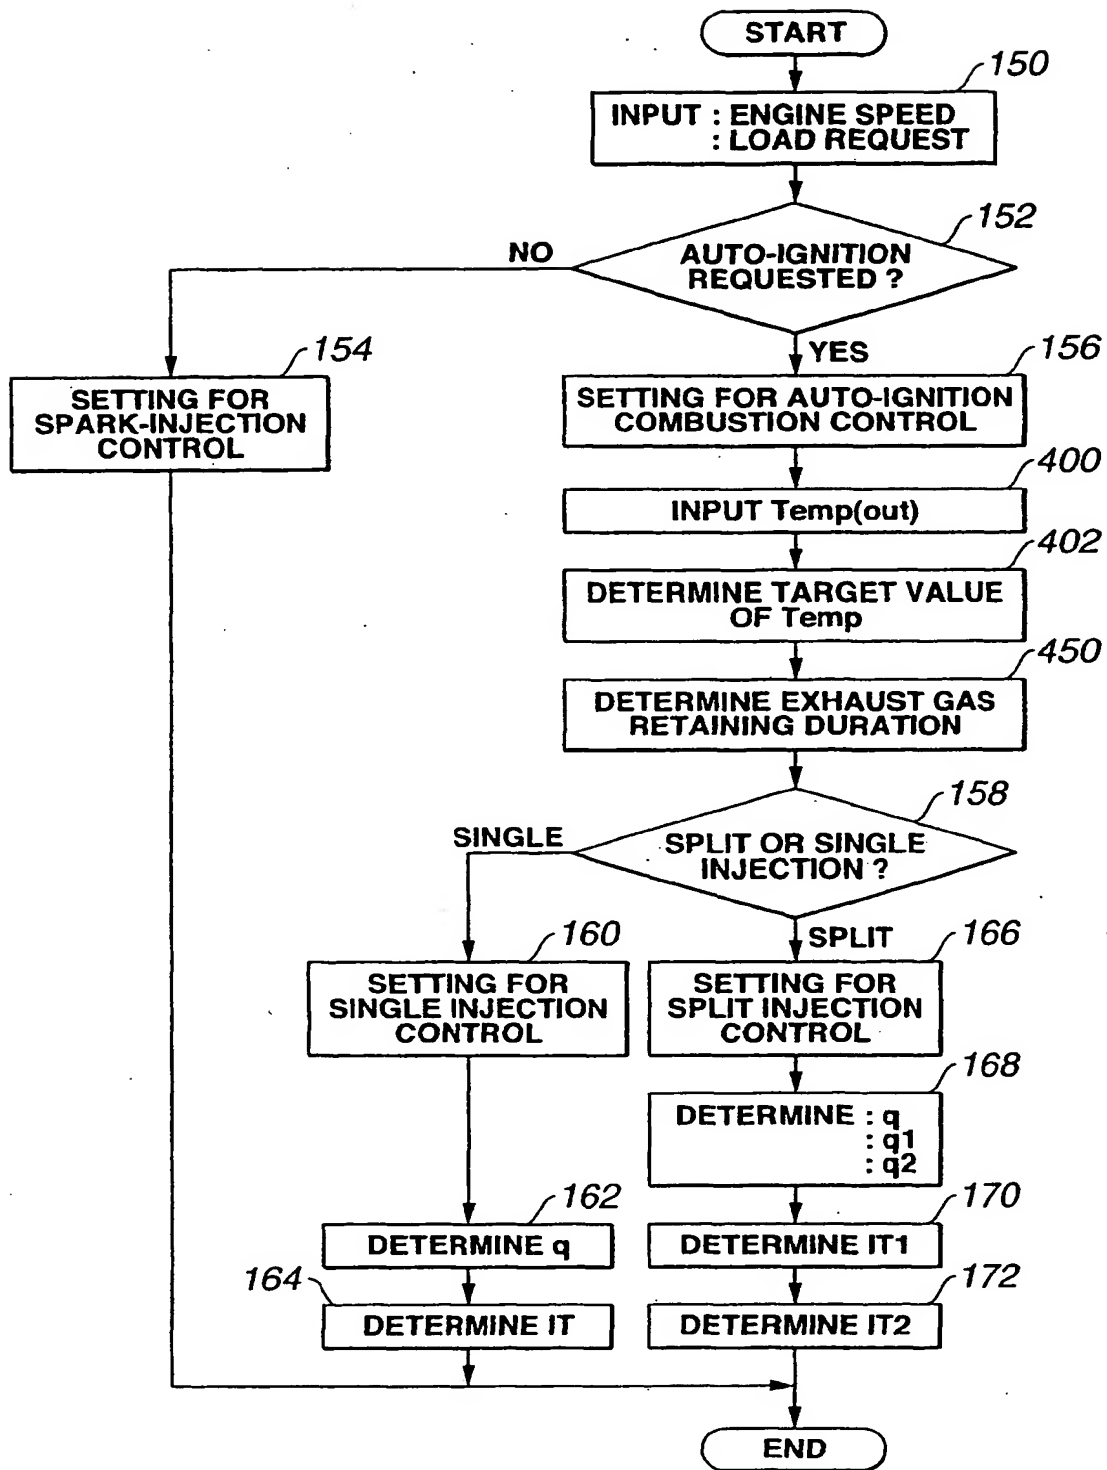 START
150
INPUT : ENGINE SPEED
: LOAD REQUEST
152
NO
AUTO-IGNITION
REQUESTED ?
YES
154
SETTING FOR
SPARK-INJECTION
CONTROL
156
SETTING FOR AUTO-IGNITION
COMBUSTION CONTROL
400
INPUT Temp(out)
402
DETERMINE TARGET VALUE
OF Temp
450
DETERMINE EXHAUST GAS
RETAINING DURATION
158
SINGLE
SPLIT OR SINGLE
INJECTION ?
SPLIT
160
SETTING FOR
SINGLE INJECTION
CONTROL
166
SETTING FOR
SPLIT INJECTION
CONTROL
168
DETERMINE : q
: q1
: q2
162
DETERMINE q
170
DETERMINE IT1
164
DETERMINE IT
172
DETERMINE IT2
END